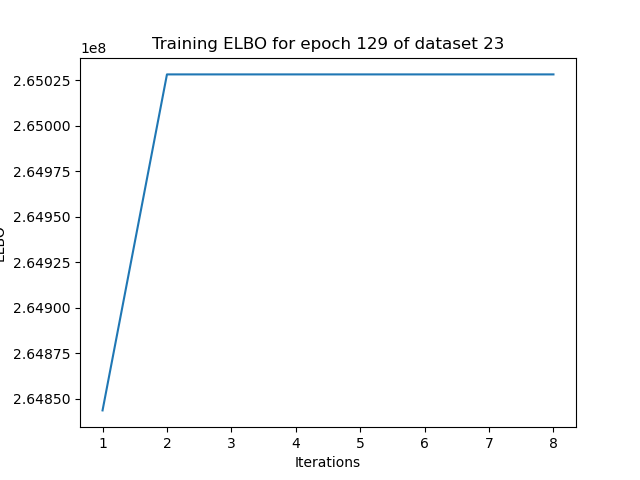 Training ELBO for epoch 129 of dataset 23
1e8
2.65025
2.65000
2.64975
2.64950
2.64925
2.64900
2.64875
2.64850
ELBO
1 2 3 4 5 6 7 8
Iterations